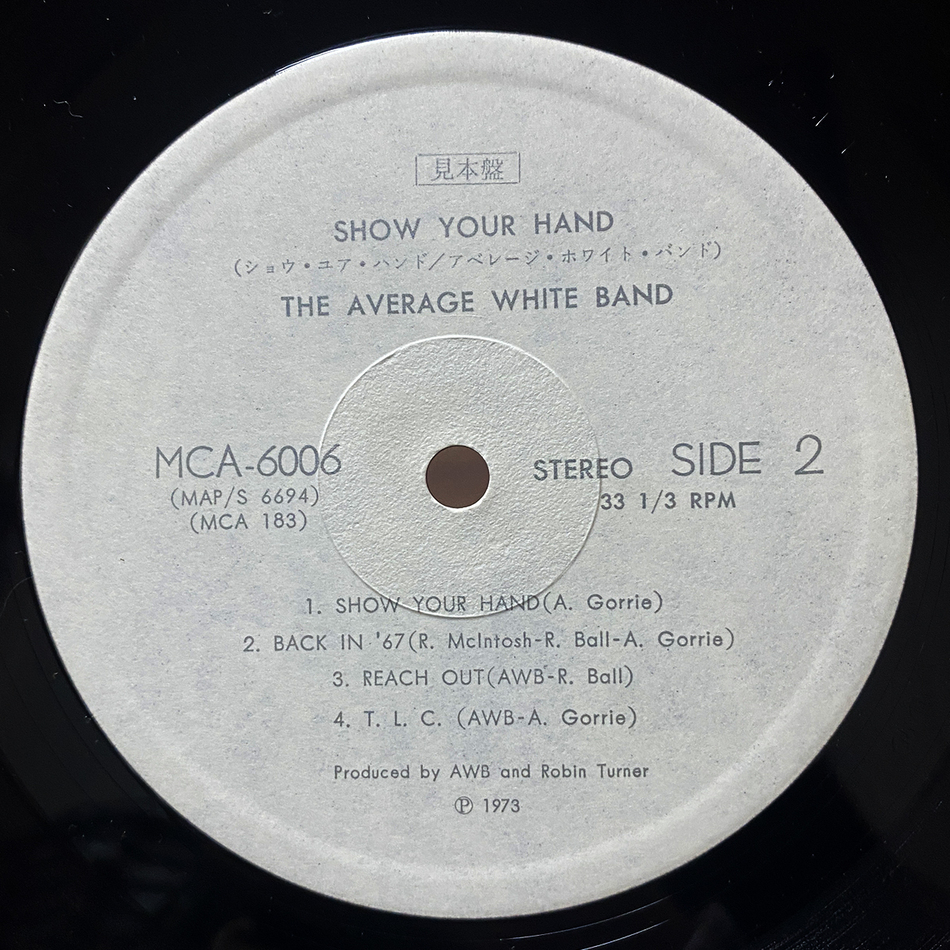 見本盤
SHOW YOUR HAND
(ショウ・ユア・ハンド/アベレージ・ホワイト・バンド)
THE AVERAGE WHITE BAND
MCA-6006 STEREO SIDE 2
(MAP/S 6694) 33 1/3 RPM
(MCA 183)
1. SHOW YOUR HAND(A. Gorrie)
2. BACK IN '67(R. McIntosh-R. Ball-A. Gorrie)
3. REACH OUT(AWB-R. Ball)
4. T. L. C. (AWB-A. Gorrie)
Produced by AWB and Robin Turner
Ⓟ 1973